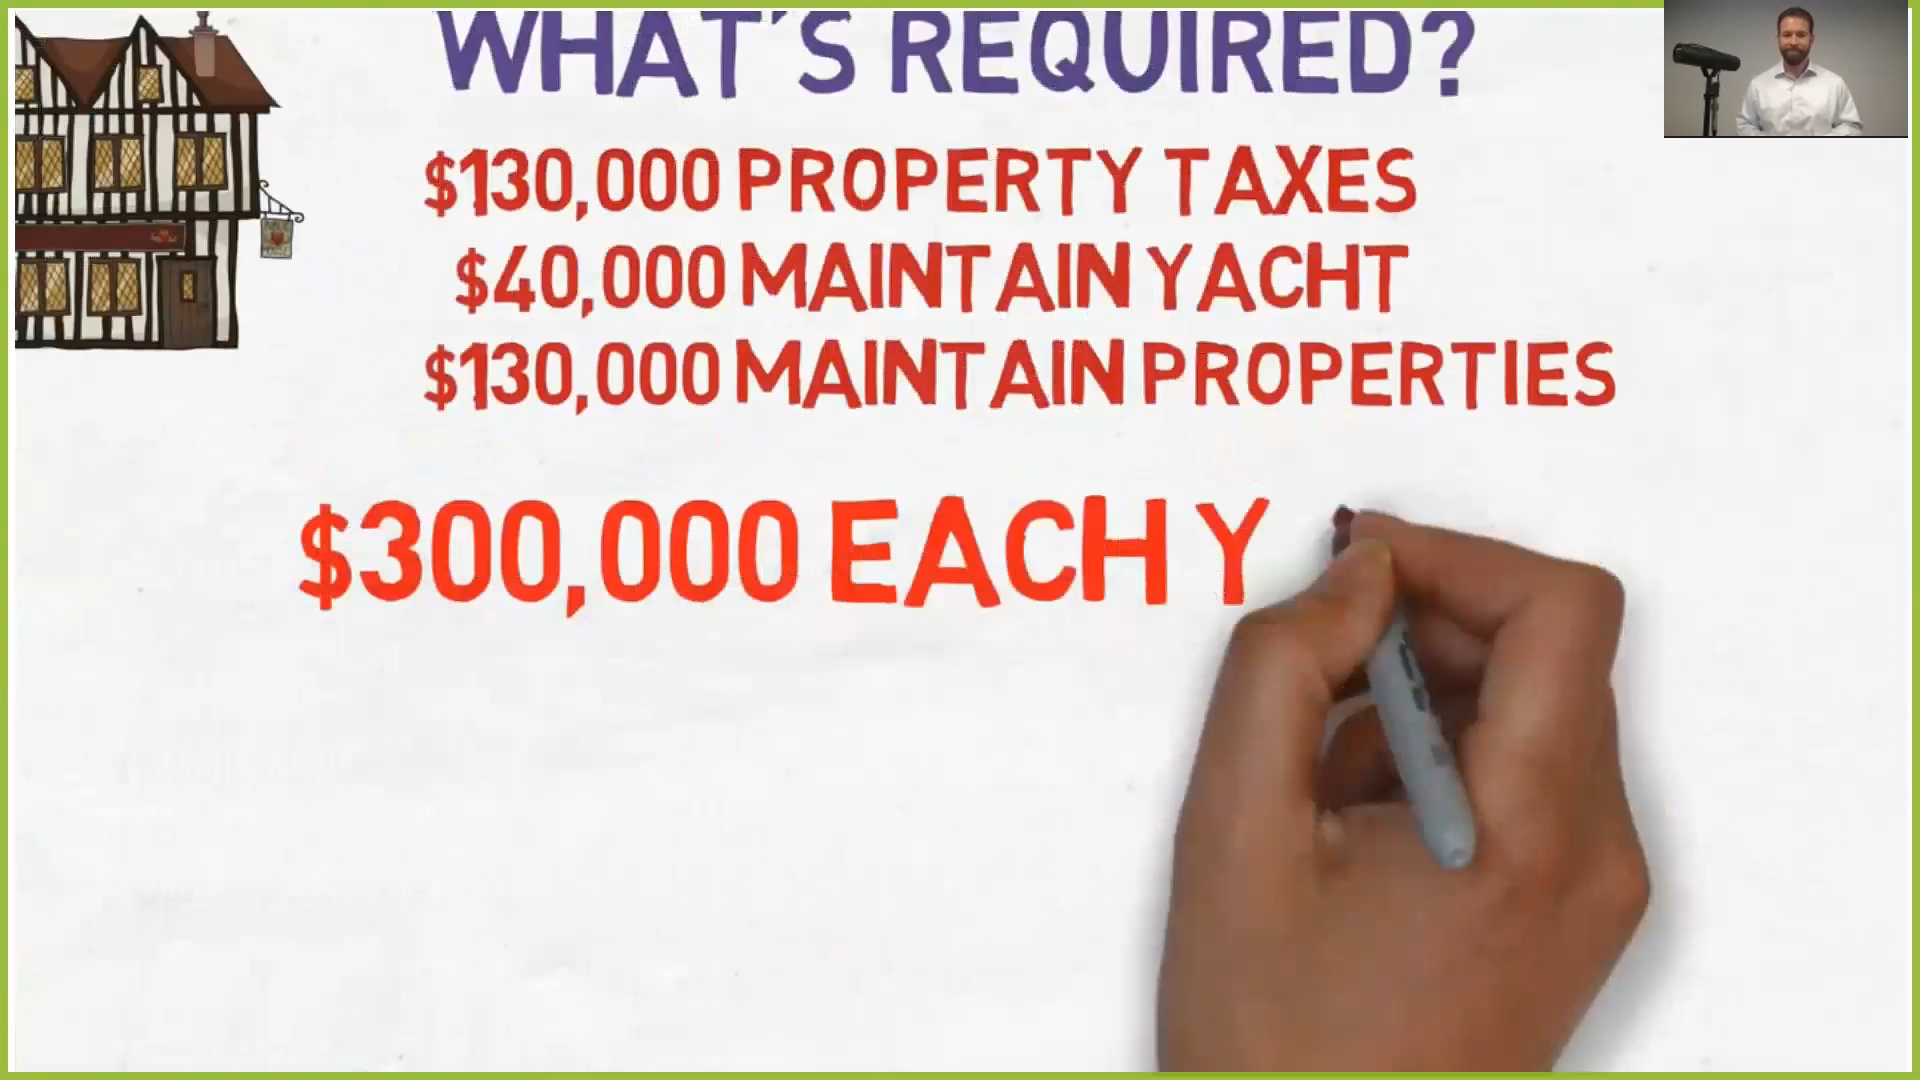 WHAT'S REQUIRED?
$130,000 PROPERTY TAXES
$40,000 MAINTAIN YACHT
$130,000 MAINTAIN PROPERTIES
$300,000 EACH Y